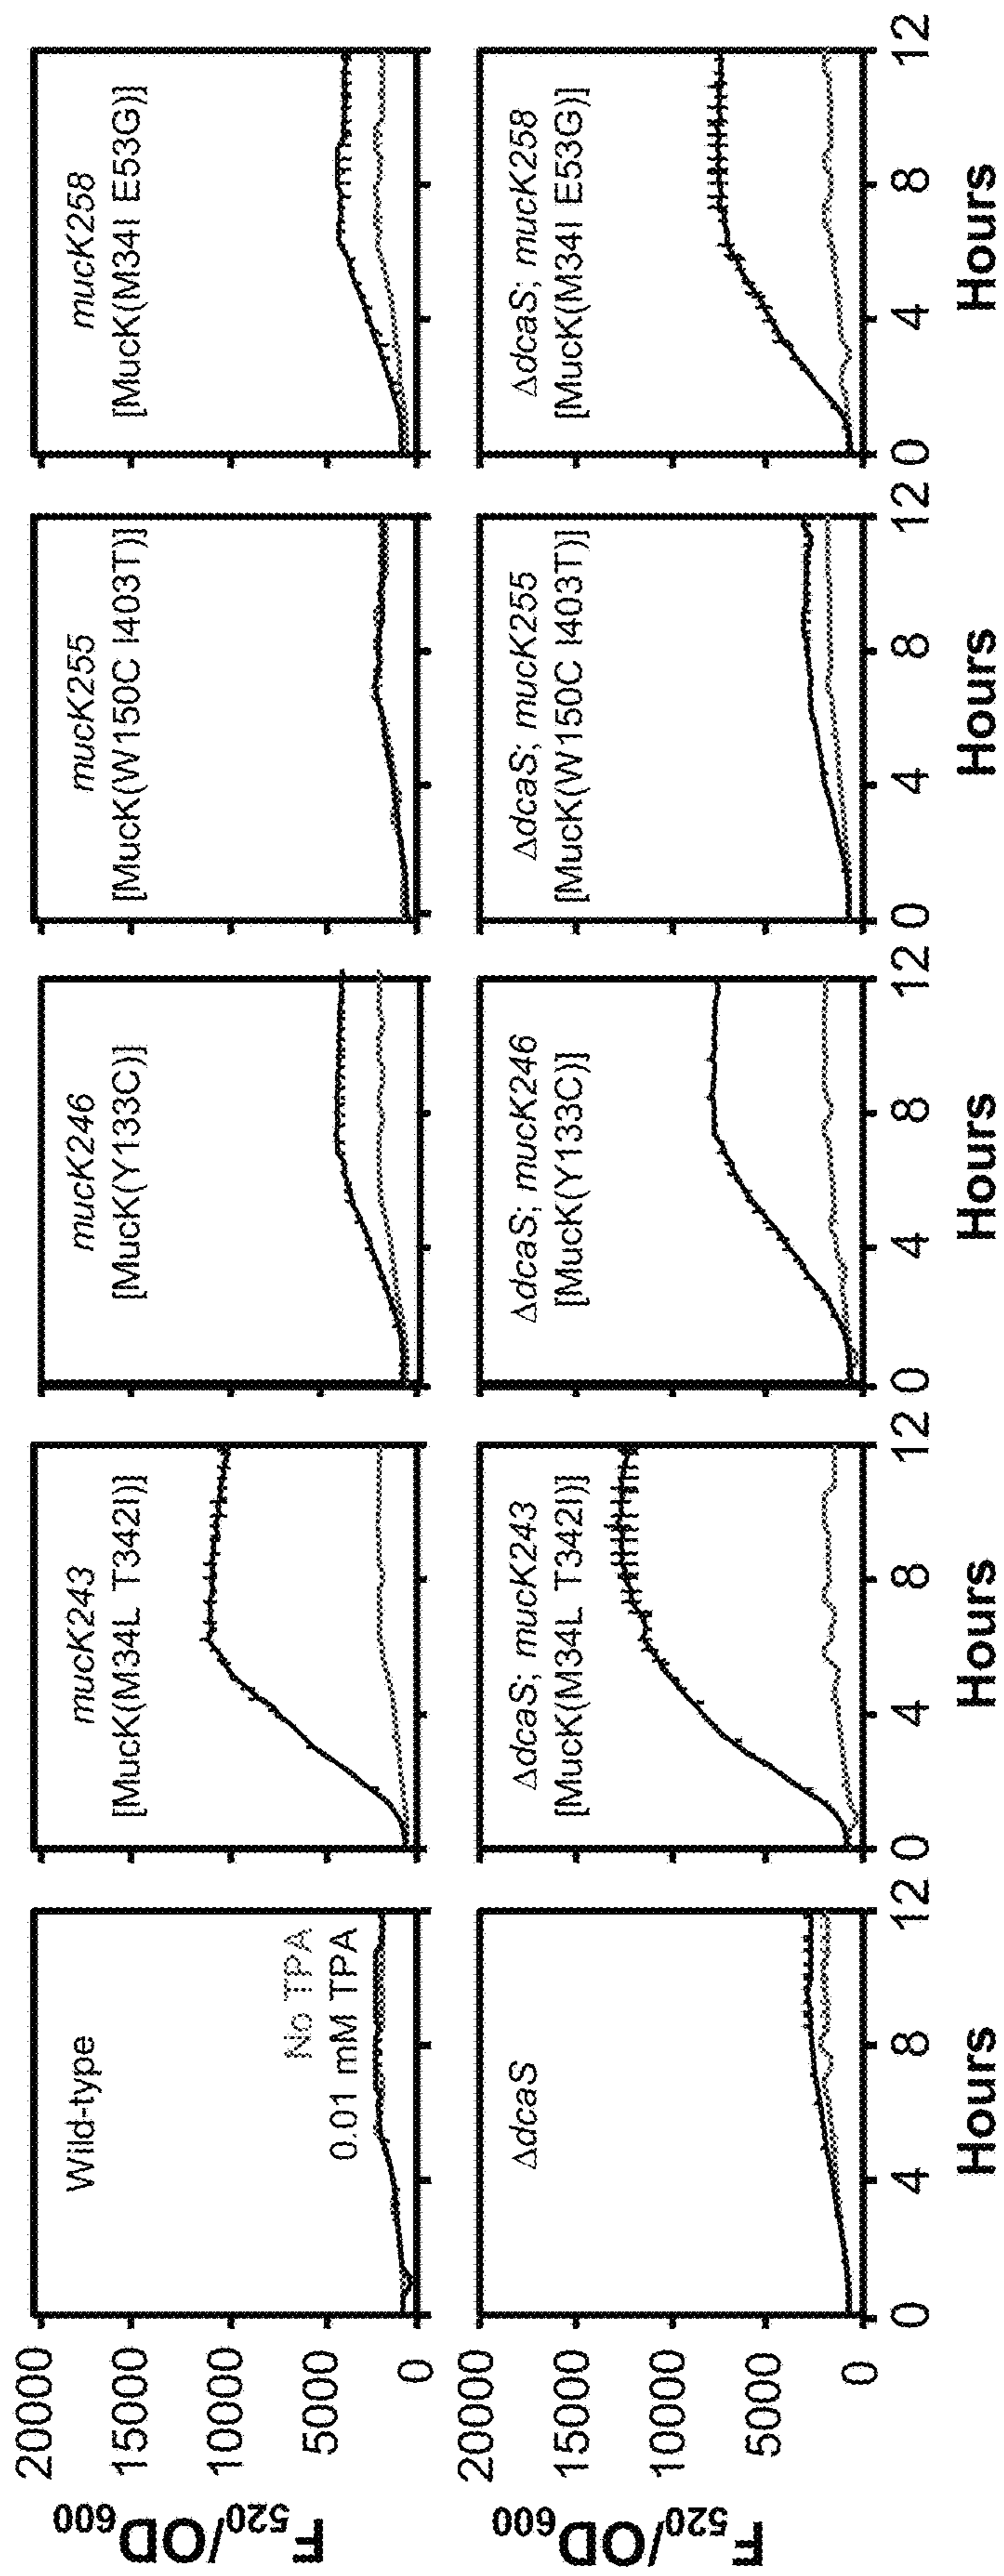 F520/OD600
20000
15000
10000
5000
0
Wild-type
No TPA
0.01 mM TPA
mucK243
[MucK(M34L T342I)]
mucK246
[MucK(Y133C)]
mucK255
[MucK(W150C I403T)]
mucK258
[MucK(M34I E53G)]
F520/OD600
20000
15000
10000
5000
0
ΔdcaS
ΔdcaS; mucK243
[MucK(M34L T342I)]
ΔdcaS; mucK246
[MucK(Y133C)]
ΔdcaS; mucK255
[MucK(W150C I403T)]
ΔdcaS; mucK258
[MucK(M34I E53G)]
0 4 8 12 0 4 8 12 0 4 8 12 0 4 8 12 0 4 8 12
Hours Hours Hours Hours Hours